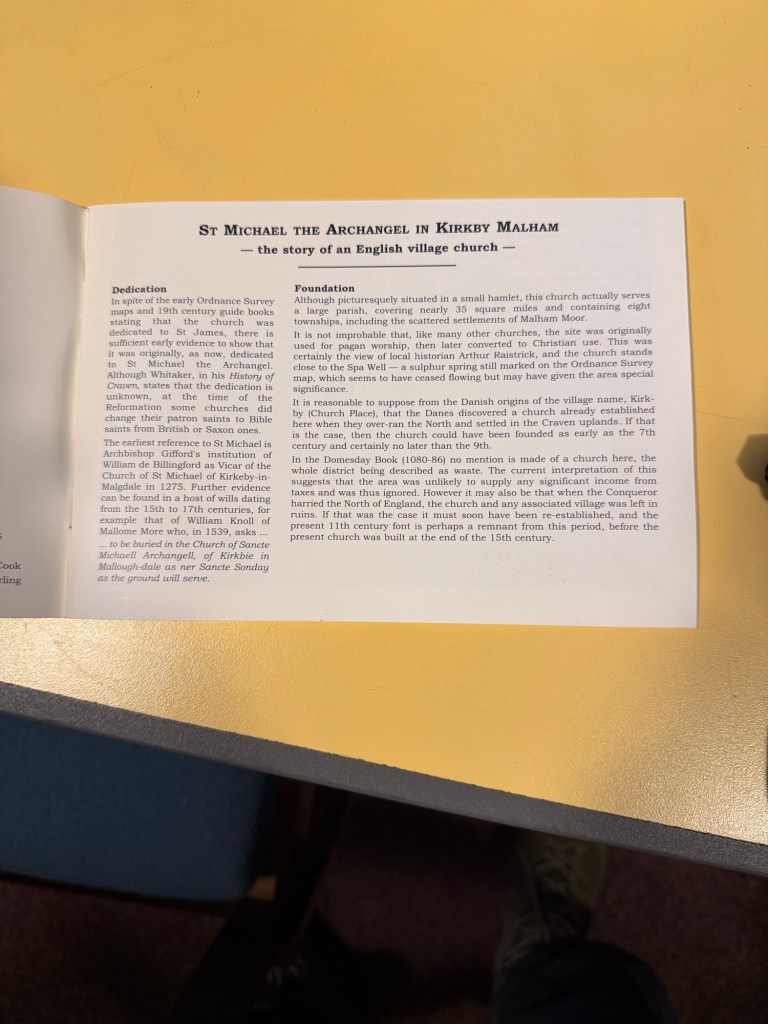 ST MICHAEL THE ARCHANGEL IN KIRKBY MALHAM
— the story of an English village church —
Dedication
In spite of the early Ordnance Survey
maps and 19th century guide books
stating that the church was
dedicated to St James, there is
sufficient early evidence to show that
it was originally, as now, dedicated
to St Michael the Archangel.
Although Whitaker, in his History of
Craven, states that the dedication is
unknown, at the time of the
Reformation some churches did
change their patron saints to Bible
saints from British or Saxon ones.
The earliest reference to St Michael is
Archbishop Gifford's institution of
William de Billingford as Vicar of the
Church of St Michael of Kirkeby-in-
Malgdale in 1275. Further evidence
can be found in a host of wills dating
from the 15th to 17th centuries, for
example that of William Knoll of
Mallome More who, in 1539, asks ...
... to be buried in the Church of Sancte
Michaell Archangell, of Kirkbie in
Mallough-dale as ner Sancte Sonday
as the ground will serve.
Foundation
Although picturesquely situated in a small hamlet, this church actually serves
a large parish, covering nearly 35 square miles and containing eight
townships, including the scattered settlements of Malham Moor.
It is not improbable that, like many other churches, the site was originally
used for pagan worship, then later converted to Christian use. This was
certainly the view of local historian Arthur Raistrick, and the church stands
close to the Spa Well — a sulphur spring still marked on the Ordnance Survey
map, which seems to have ceased flowing but may have given the area special
significance.
It is reasonable to suppose from the Danish origins of the village name, Kirk-
by (Church Place), that the Danes discovered a church already established
here when they over-ran the North and settled in the Craven uplands. If that
is the case, then the church could have been founded as early as the 7th
century and certainly no later than the 9th.
In the Domesday Book (1080-86) no mention is made of a church here, the
whole district being described as waste. The current interpretation of this
suggests that the area was unlikely to supply any significant income from
taxes and was thus ignored. However it may also be that when the Conqueror
harried the North of England, the church and any associated village was left in
ruins. If that was the case it must soon have been re-established, and the
present 11th century font is perhaps a remnant from this period, before the
present church was built at the end of the 15th century.
Cook
rling